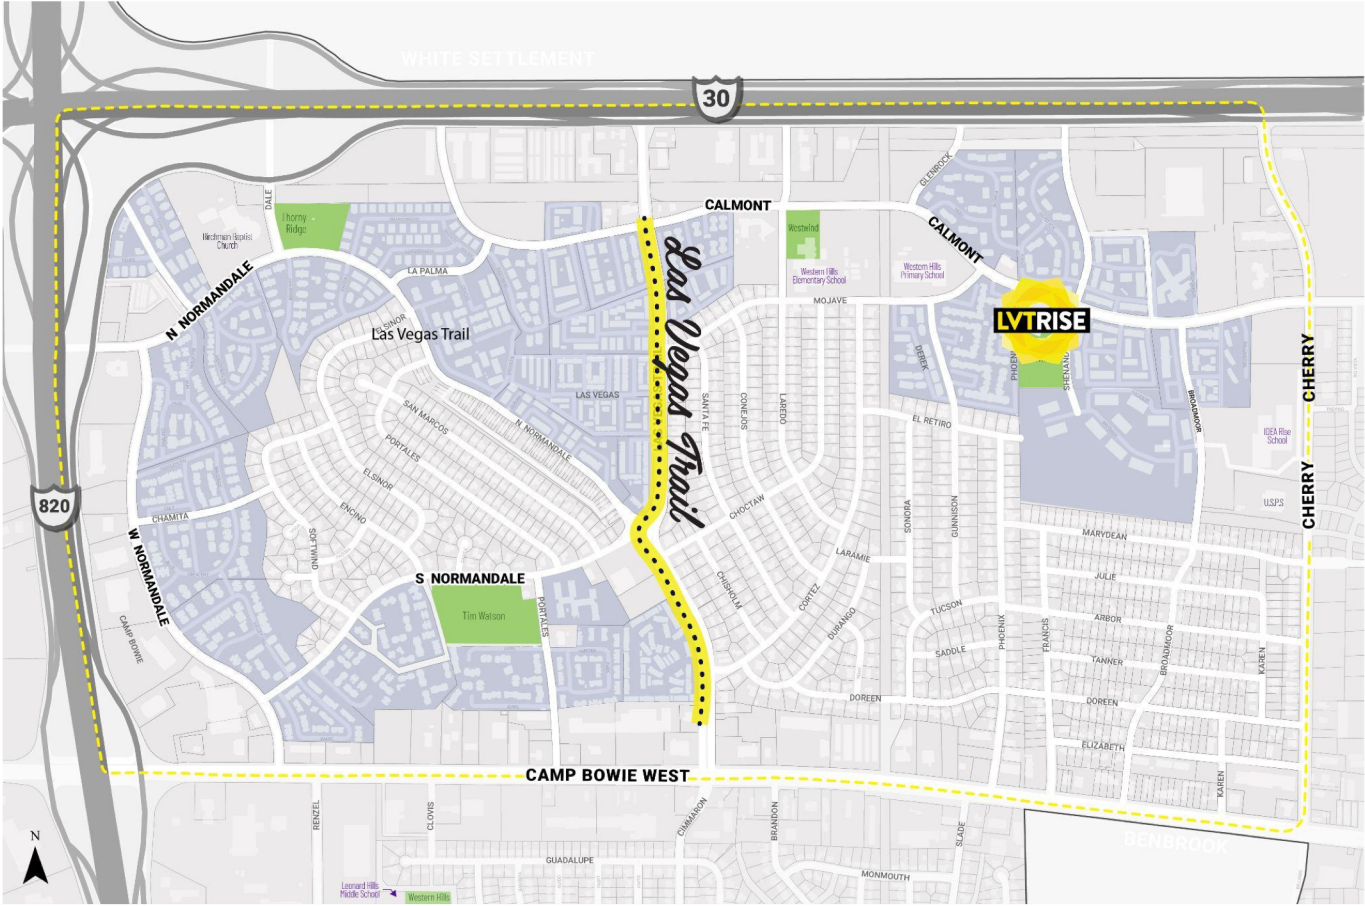 WHITE SETTLEMENT
30
GLENROCK
DALE
CALMONT
Thorny
Ridge
Westwind
CALMONT
Hirchman Baptist
Church
Western Hills
Elementary School
Western Hills
Primary School
LA PALMA
N NORMANDALE
MOJAVE
LVTRISE
ELSINOR
Las Vegas Trail
Las Vegas Trail
DEREK
PHOEN
SHENAND
CHERRY
LAS VEGAS
SANTA FE
CONEJOS
LAREDO
BROADMOOR
SAN MARCOS
EL RETIRO
N. NORMANDALE
IDEA Rise
School
PORTALES
ELSINOR
820
CHERRY
ENCINO
CHOCTAW
SONORA
GUNNISON
U.S.P.S
CHAMITA
SOFTWIND
MARYDEAN
W NORMANDALE
LARAMIE
S NORMANDALE
JULIE
CHISHOLM
CORTEZ
TUCSON
Tim Watson
PORTALES
DURANGO
PHOENIX
FRANCIS
ARBOR
CAMP BOWIE
SADDLE
TANNER
BROADMOOR
KAREN
DOREEN
DOREEN
ELIZABETH
CAMP BOWIE WEST
KAREN
RENZEL
CLOVIS
CIMMARON
BRANDON
SLADE
N
BENBROOK
GUADALUPE
MONMOUTH
Leonard Hills
Middle School
Western Hills